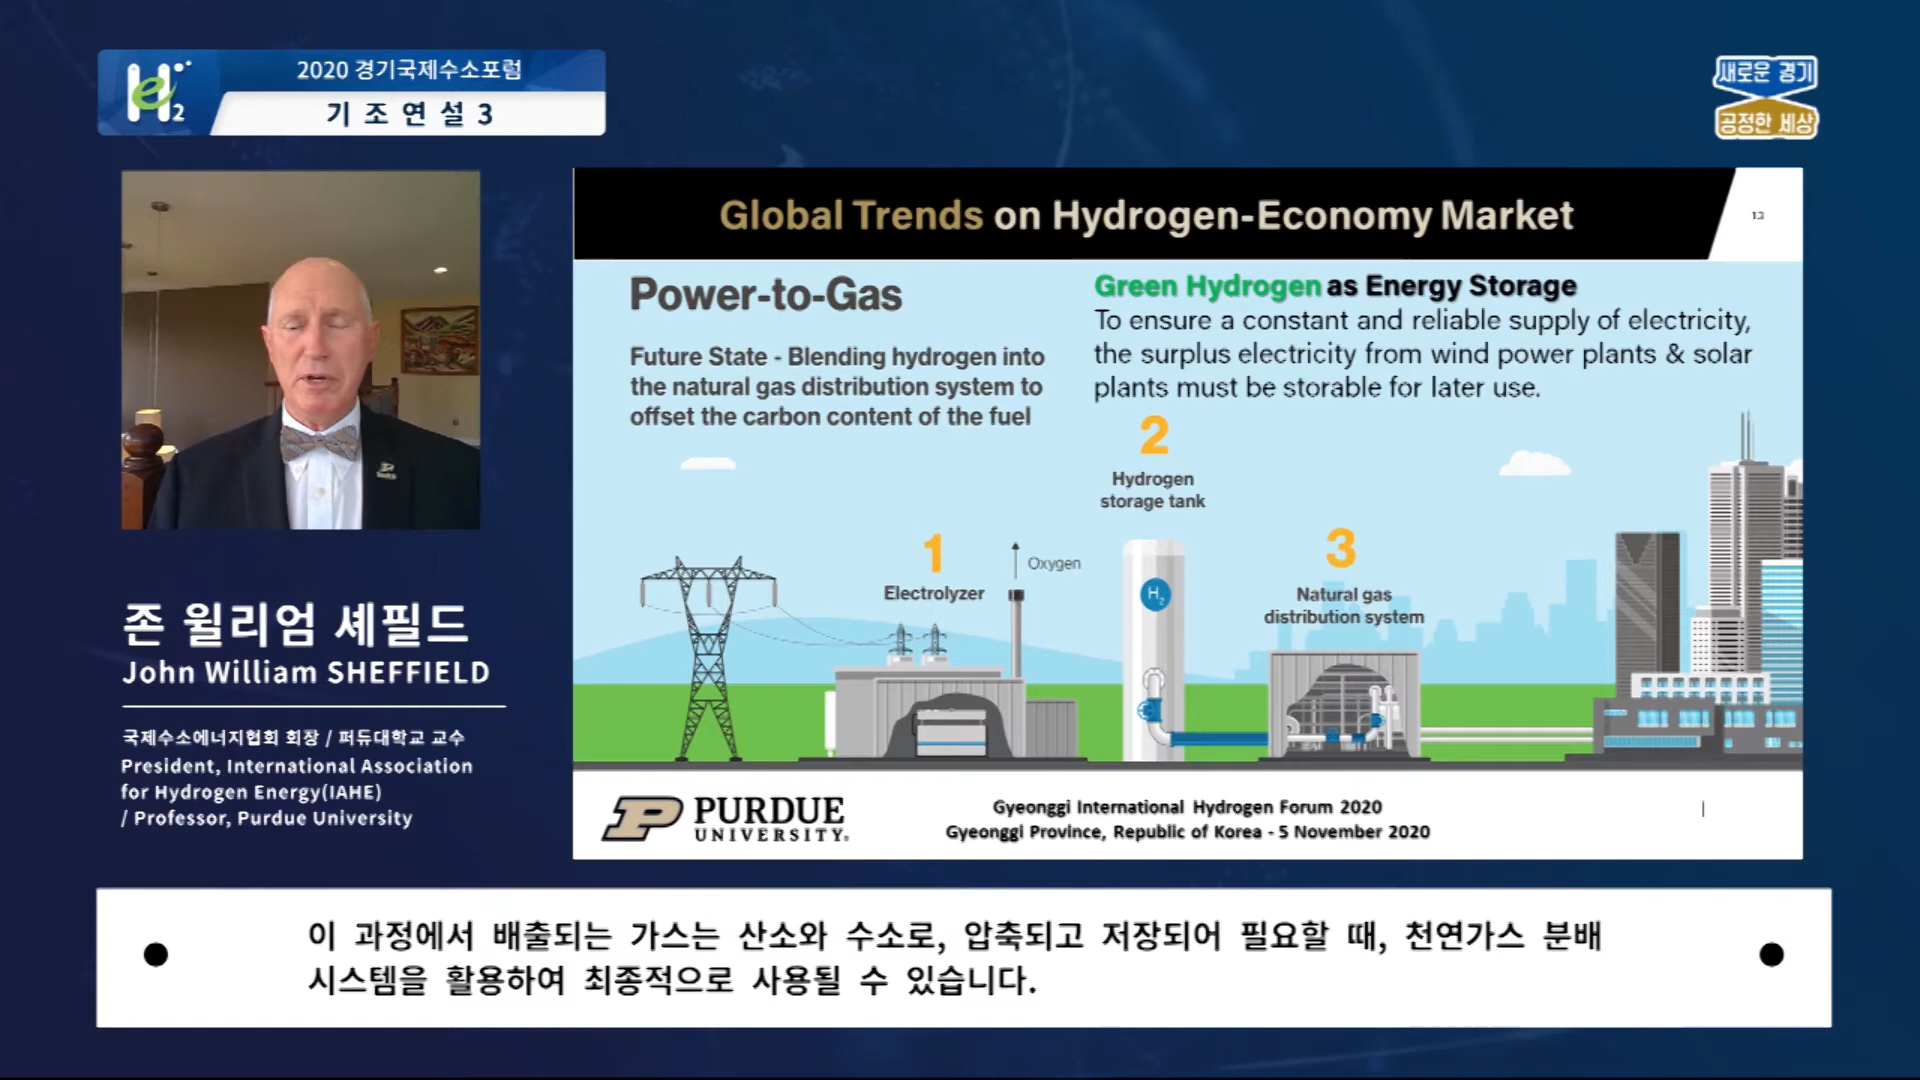 2020 경기국제수소포럼
H e 2
기조연설3
새로운 경기
공정한 세상
Global Trends on Hydrogen-Economy Market
13
Power-to-Gas
Future State - Blending hydrogen into
the natural gas distribution system to
offset the carbon content of the fuel
Green Hydrogen as Energy Storage
To ensure a constant and reliable supply of electricity,
the surplus electricity from wind power plants & solar
plants must be storable for later use.
2
Hydrogen
storage tank
1
Electrolyzer
Oxygen
H2
3
Natural gas
distribution system
존 윌리엄 셰필드
John William SHEFFIELD
국제수소에너지협회 회장 / 퍼듀대학교 교수
President, International Association
for Hydrogen Energy(IAHE)
/ Professor, Purdue University
P PURDUE
UNIVERSITY.
Gyeonggi International Hydrogen Forum 2020
Gyeonggi Province, Republic of Korea - 5 November 2020
이 과정에서 배출되는 가스는 산소와 수소로, 압축되고 저장되어 필요할 때, 천연가스 분배
시스템을 활용하여 최종적으로 사용될 수 있습니다.